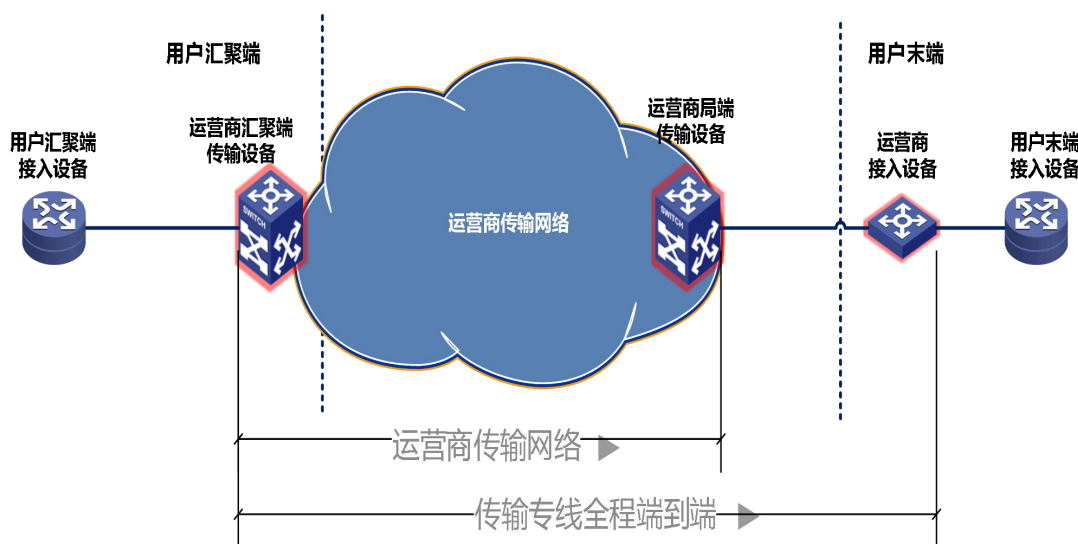 用户汇聚端
用户末端
运营商汇聚端
传输设备
运营商局端
传输设备
用户汇聚端
接入设备
运营商
接入设备
用户末端
接入设备
SWITCH
运营商传输网络
SWITCH
运营商传输网络
传输专线全程端到端